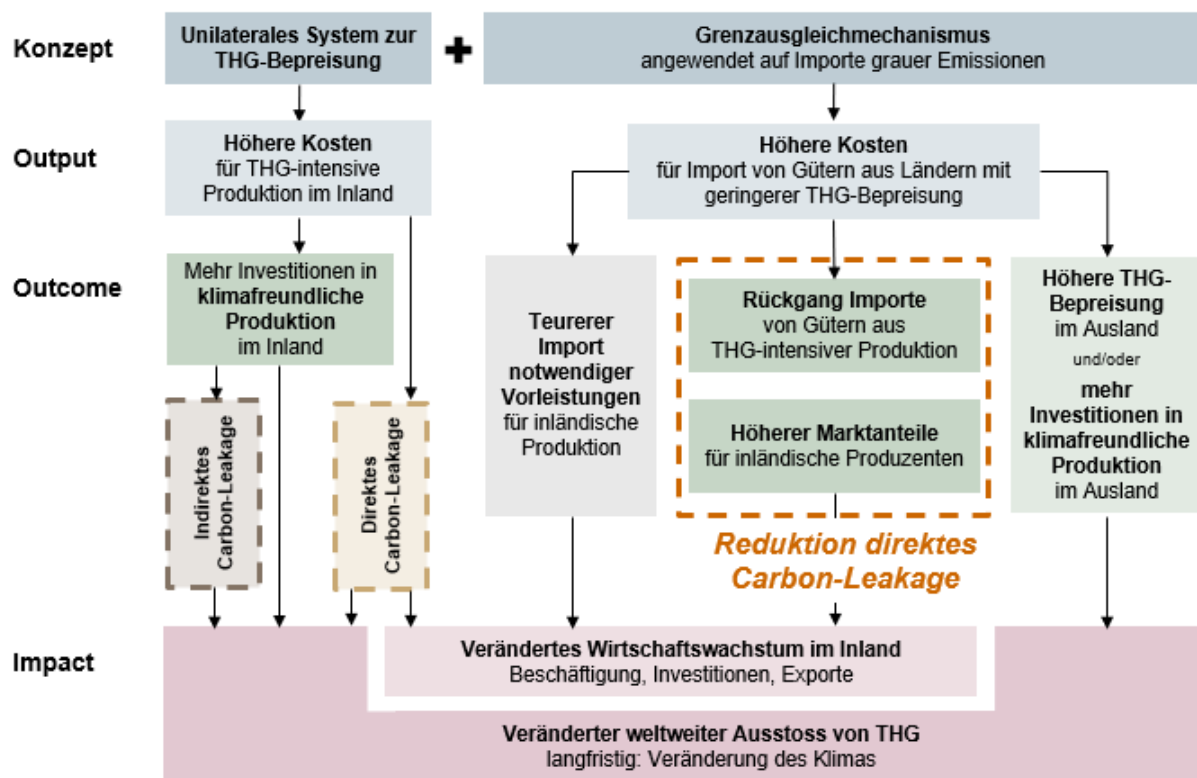 Konzept
Unilaterales System zur
THG-Bepreisung
+
Grenzausgleichmechanismus
angewendet auf Importe grauer Emissionen
Output
Höhere Kosten
für THG-intensive
Produktion im Inland
Höhere Kosten
für Import von Gütern aus Ländern mit
geringerer THG-Bepreisung
Outcome
Mehr Investitionen in
klimafreundliche
Produktion
im Inland
Indirektes
Carbon-Leakage
Direktes
Carbon-Leakage
Teurerer
Import
notwendiger
Vorleistungen
für inländische
Produktion
Rückgang Importe
von Gütern aus
THG-intensiver Produktion
Höherer Marktanteile
für inländische Produzenten
Reduktion direktes
Carbon-Leakage
Höhere THG-
Bepreisung
im Ausland
und/oder
mehr
Investitionen in
klimafreundliche
Produktion
im Ausland
Impact
Verändertes Wirtschaftswachstum im Inland
Beschäftigung, Investitionen, Exporte
Veränderter weltweiter Ausstoss von THG
langfristig: Veränderung des Klimas